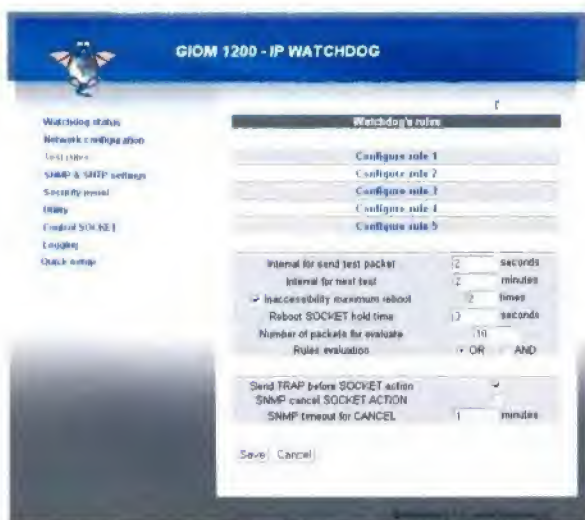 GIOM 1200 - IP WATCHDOG
Watchdog status
Network configuration
Test rules
SNMP & SNTP settings
Security
Utility
Control SOCKET
Logging
Quick setup
Watchdog's rules
Configure rule 1
Configure rule 2
Configure rule 3
Configure rule 4
Configure rule 5
Interval for send test packet 2 seconds
Interval for next test 2 minutes
Inaccessibility maximum reboot 2 times
Reboot SOCKET hold time seconds
Number of packets for evaluate 10
Rules evaluation OR AND
Send TRAP before SOCKET action
SNMP cancel SOCKET ACTION
SNMP timeout for CANCEL 1 minutes
Save Cancel